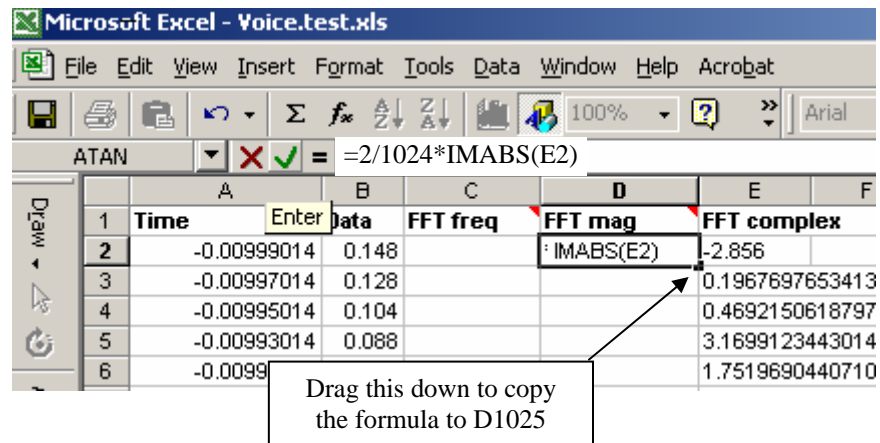 Microsoft Excel - Voice.test.xls
File Edit View Insert Format Tools Data Window Help Acrobat
Σ fx 100% ? » Arial
ATAN = =2/1024*IMABS(E2)
Draw
A B C D E F
1 Time Data FFT freq FFT mag FFT complex
Enter
2 -0.00999014 0.148 IMABS(E2) -2.856
3 -0.00997014 0.128 0.1967697653413
4 -0.00995014 0.104 0.4692150618797
5 -0.00993014 0.088 3.1699123443014
6 -0.0099 1.7519690440710
Drag this down to copy
the formula to D1025